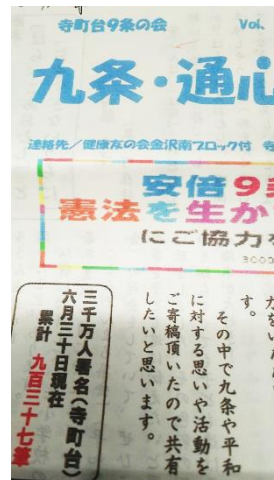 寺町台9条の会 Vol.
九条・通心
連絡先／健康友の会金沢南ブロック付
安倍9条
憲法を生か
にご協力を
3000
す。
その中で九条や平和
に対する思いや活動を
ご寄稿頂いたので共有
したいと思います。
三千万人署名（寺町台）
六月三十日現在
累計 九百三十七筆